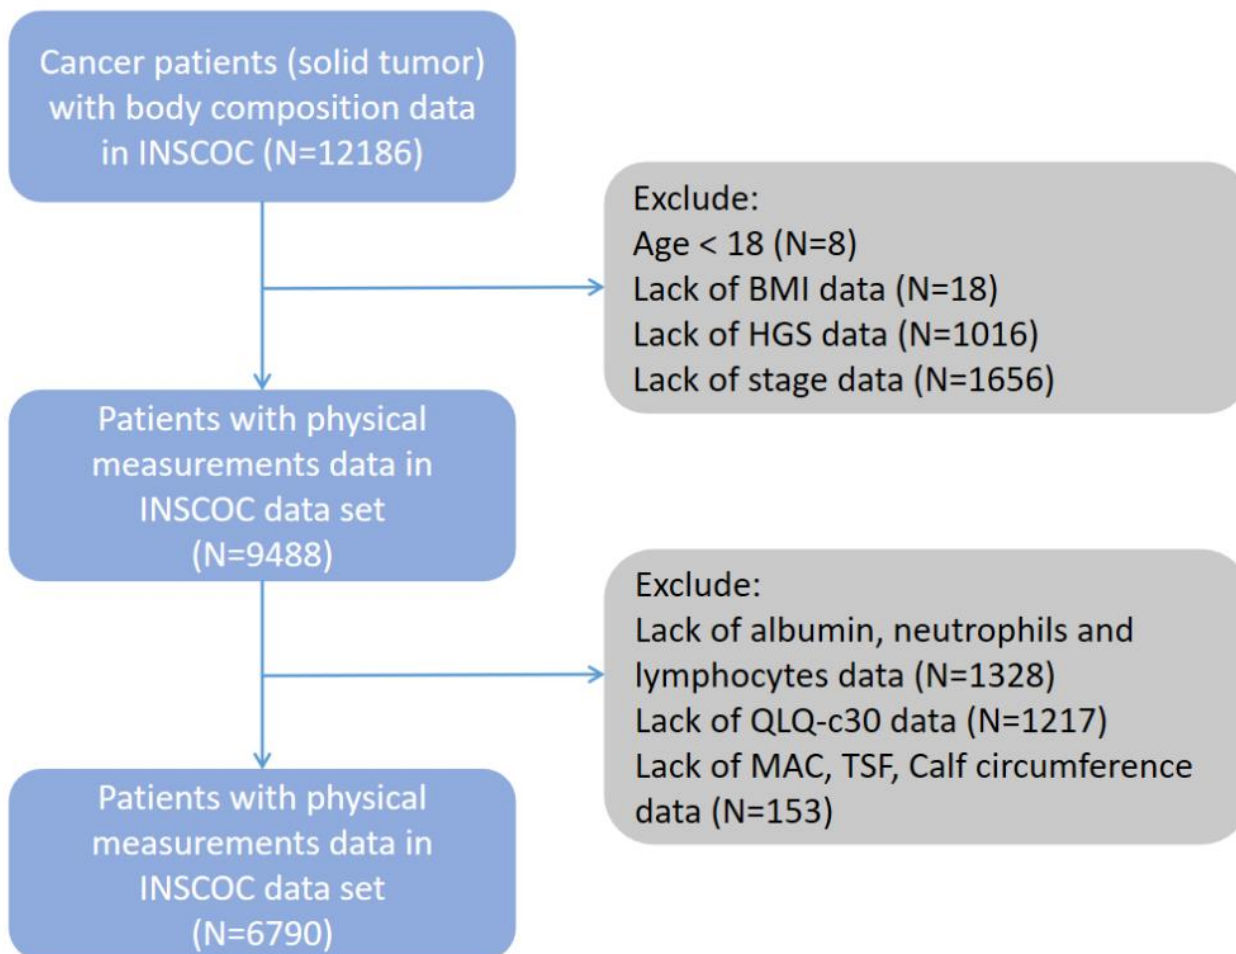 Cancer patients (solid tumor)
with body composition data
in INSCOC (N=12186)
Exclude:
Age < 18 (N=8)
Lack of BMI data (N=18)
Lack of HGS data (N=1016)
Lack of stage data (N=1656)
Patients with physical
measurements data in
INSCOC data set
(N=9488)
Exclude:
Lack of albumin, neutrophils and
lymphocytes data (N=1328)
Lack of QLQ-c30 data (N=1217)
Lack of MAC, TSF, Calf circumference
data (N=153)
Patients with physical
measurements data in
INSCOC data set
(N=6790)